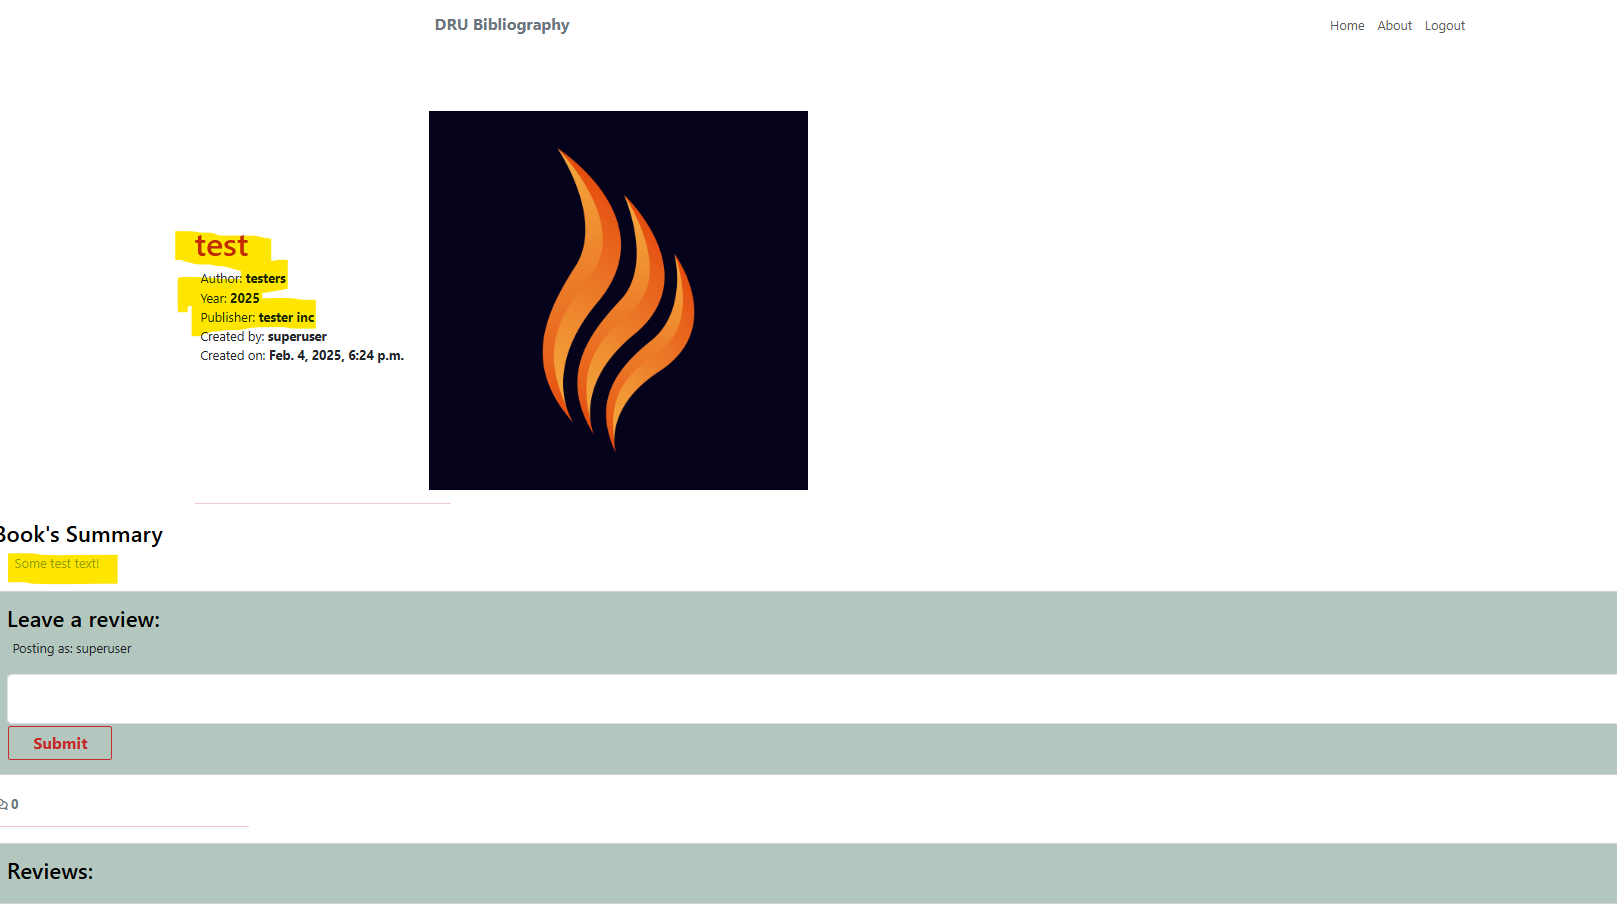 DRU Bibliography
Home About Logout
test
Author: testers
Year: 2025
Publisher: tester inc
Created by: superuser
Created on: Feb. 4, 2025, 6:24 p.m.
Book's Summary
Some test text!
Leave a review:
Posting as: superuser
Submit
0
Reviews: